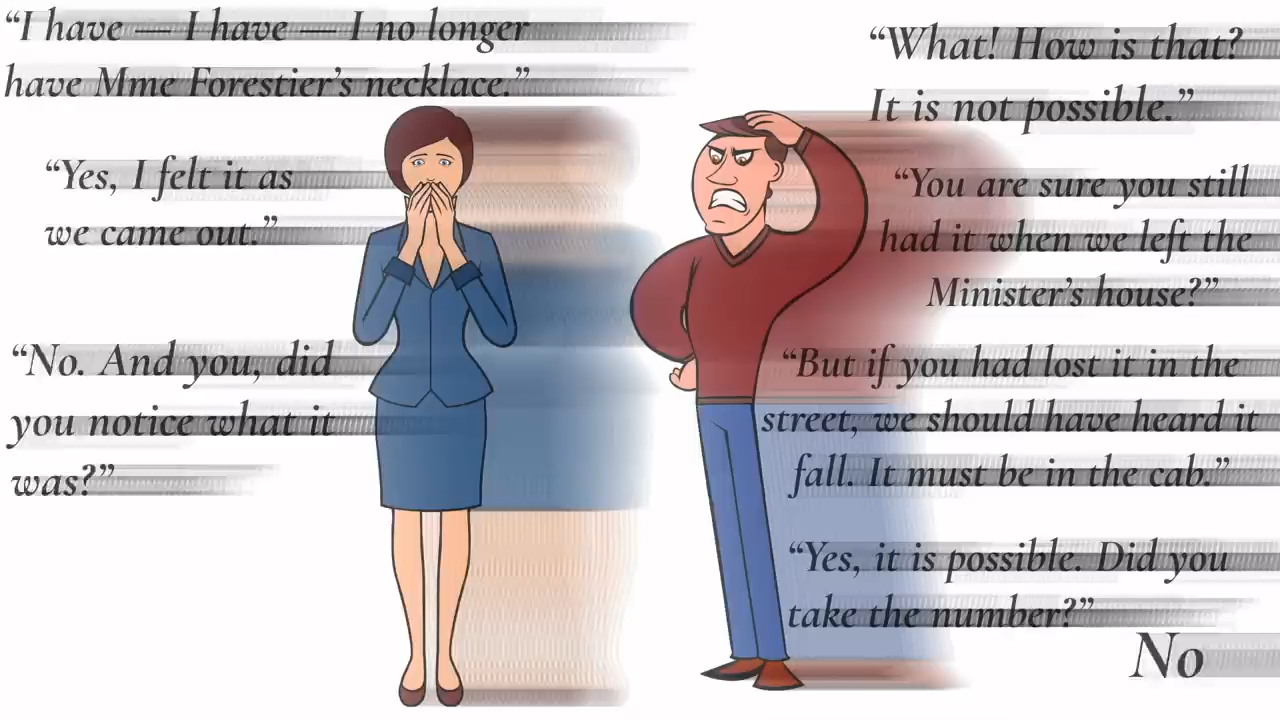 “I have — I have — I no longer
have Mme Forestier’s necklace.”
“What! How is that?
It is not possible.”
“You are sure you still
had it when we left the
Minister’s house?”
“Yes, I felt it as
we came out.”
“But if you had lost it in the
street, we should have heard it
fall. It must be in the cab.”
“Yes, it is possible. Did you
take the number?”
“No. And you, did
you notice what it
was?”
No